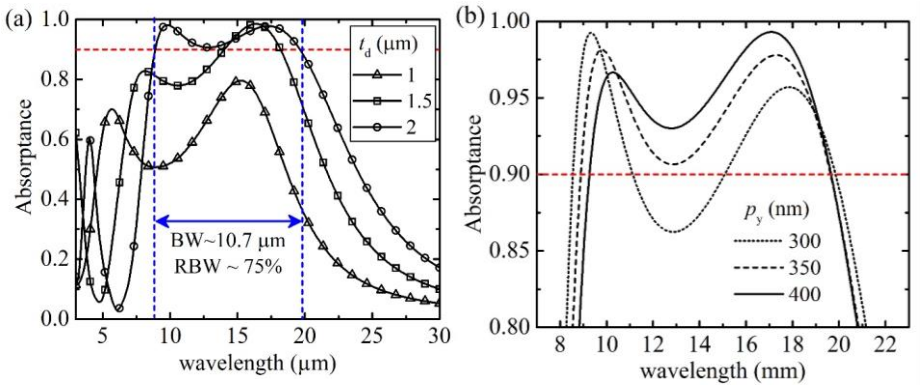 (a)
1.0
0.8
0.6
0.4
0.2
0.0
Absorptance
t_d (μm)
1
1.5
2
BW~10.7 μm
RBW ~ 75%
5 10 15 20 25 30
wavelength (μm)
(b)
1.00
0.95
0.90
0.85
0.80
Absorptance
p_y (nm)
300
350
400
8 10 12 14 16 18 20 22
wavelength (mm)